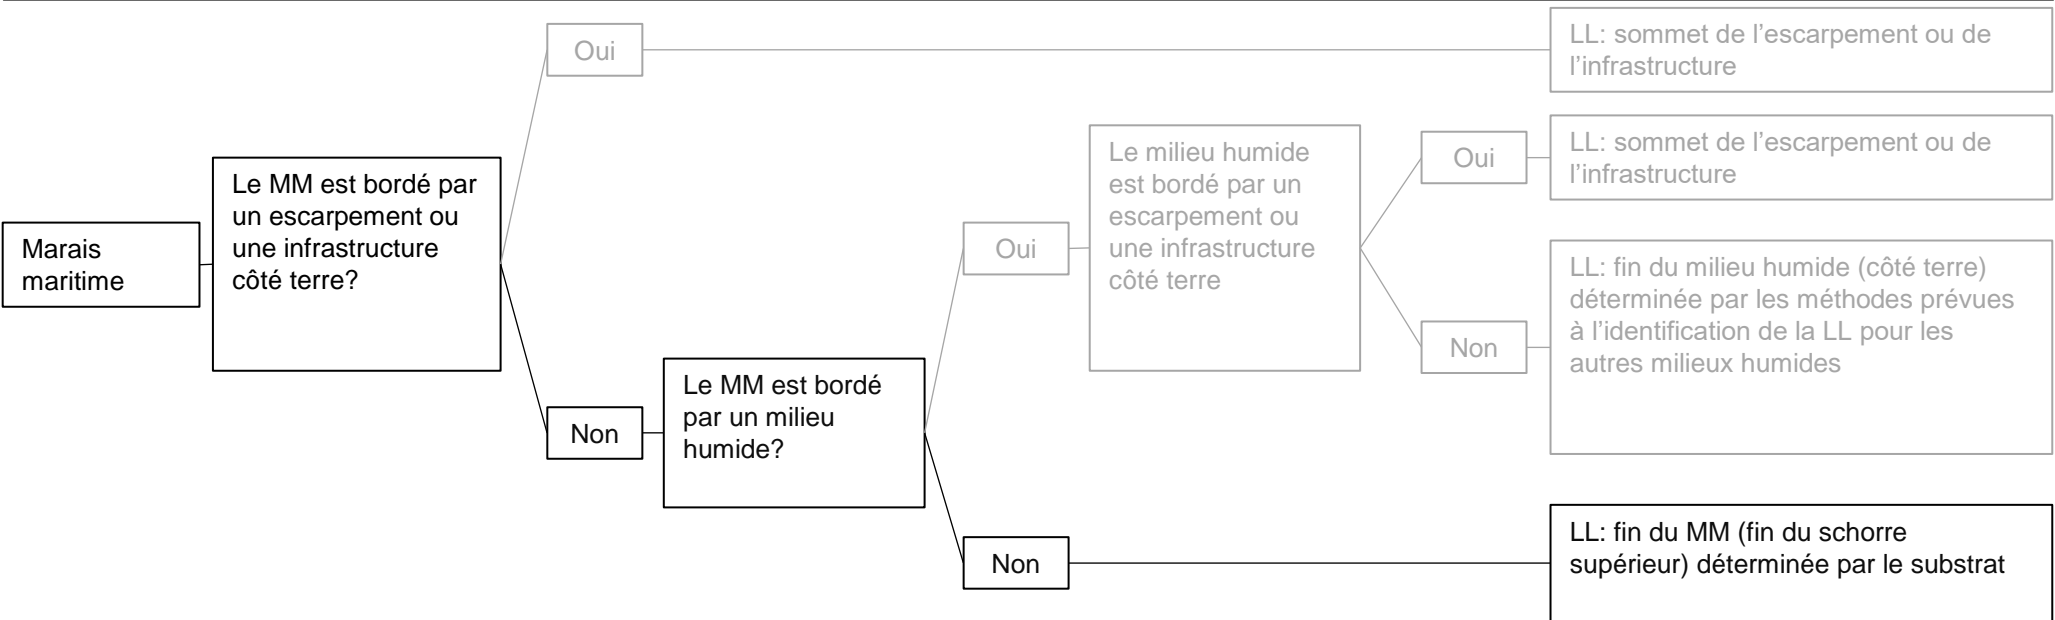 Marais
maritime
Le MM est bordé par
un escarpement ou
une infrastructure
côté terre?
Oui
LL: sommet de l’escarpement ou de
l’infrastructure
Non
Le MM est bordé
par un milieu
humide?
Oui
Le milieu humide
est bordé par un
escarpement ou
une infrastructure
côté terre
Oui
LL: sommet de l’escarpement ou de
l’infrastructure
Non
LL: fin du milieu humide (côté terre)
déterminée par les méthodes prévues
à l’identification de la LL pour les
autres milieux humides
Non
LL: fin du MM (fin du schorre
supérieur) déterminée par le substrat